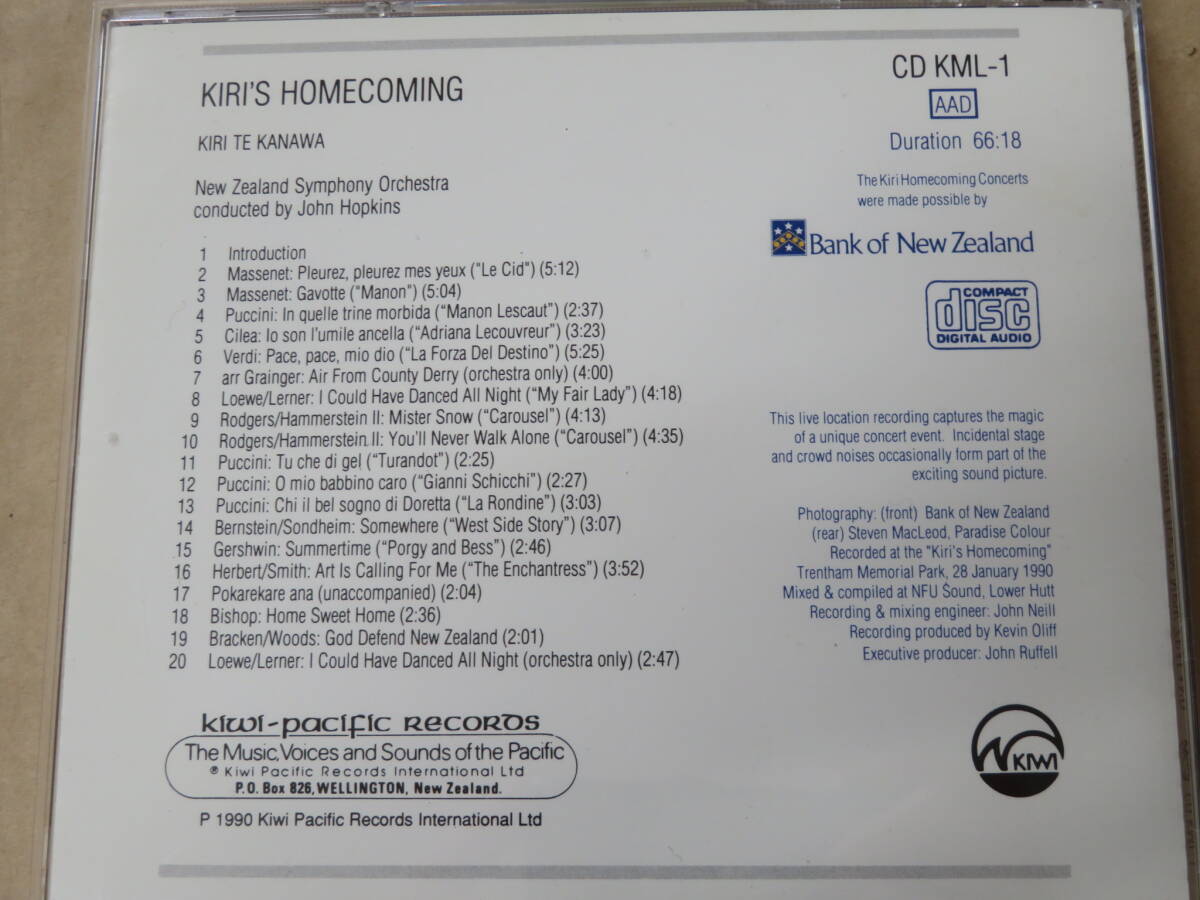 KIRI'S HOMECOMING
KIRI TE KANAWA
New Zealand Symphony Orchestra
conducted by John Hopkins
1 Introduction
2 Massenet: Pleurez, pleurez mes yeux ("Le Cid") (5:12)
3 Massenet: Gavotte ("Manon") (5:04)
4 Puccini: In quelle trine morbida ("Manon Lescaut") (2:37)
5 Cilea: Io son l'umile ancella ("Adriana Lecouvreur") (3:23)
6 Verdi: Pace, pace, mio dio ("La Forza Del Destino") (5:25)
7 arr Grainger: Air From County Derry (orchestra only) (4:00)
8 Loewe/Lerner: I Could Have Danced All Night ("My Fair Lady") (4:18)
9 Rodgers/Hammerstein II: Mister Snow ("Carousel") (4:13)
10 Rodgers/Hammerstein II: You'll Never Walk Alone ("Carousel") (4:35)
11 Puccini: Tu che di gel ("Turandot") (2:25)
12 Puccini: O mio babbino caro ("Gianni Schicchi") (2:27)
13 Puccini: Chi il bel sogno di Doretta ("La Rondine") (3:03)
14 Bernstein/Sondheim: Somewhere ("West Side Story") (3:07)
15 Gershwin: Summertime ("Porgy and Bess") (2:46)
16 Herbert/Smith: Art Is Calling For Me ("The Enchantress") (3:52)
17 Pokarekare ana (unaccompanied) (2:04)
18 Bishop: Home Sweet Home (2:36)
19 Bracken/Woods: God Defend New Zealand (2:01)
20 Loewe/Lerner: I Could Have Danced All Night (orchestra only) (2:47)
kiwi-pacific RECORDS
The Music, Voices and Sounds of the Pacific
® Kiwi Pacific Records International Ltd
P.O. Box 826, WELLINGTON, New Zealand.
P 1990 Kiwi Pacific Records International Ltd
CD KML-1
AAD
Duration 66:18
The Kiri Homecoming Concerts
were made possible by
Bank of New Zealand
COMPACT
disc
DIGITAL AUDIO
This live location recording captures the magic
of a unique concert event. Incidental stage
and crowd noises occasionally form part of the
exciting sound picture.
Photography: (front) Bank of New Zealand
(rear) Steven MacLeod, Paradise Colour
Recorded at the "Kiri's Homecoming"
Trentham Memorial Park, 28 January 1990
Mixed & compiled at NFU Sound, Lower Hutt
Recording & mixing engineer: John Neill
Recording produced by Kevin Oliff
Executive producer: John Ruffell
KIWI